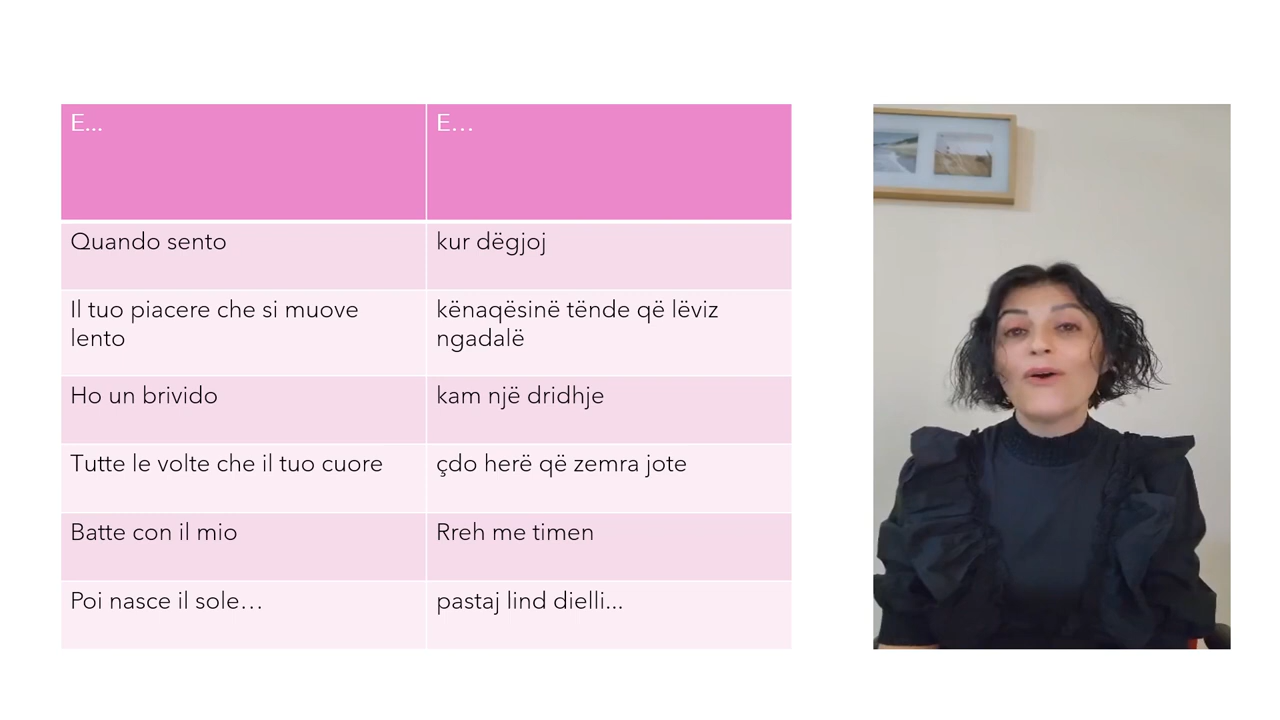 E...
E...
Quando sento
kur dëgjoj
Il tuo piacere che si muove
lento
kënaqësinë tënde që lëviz
ngadalë
Ho un brivido
kam një dridhje
Tutte le volte che il tuo cuore
çdo herë që zemra jote
Batte con il mio
Rreh me timen
Poi nasce il sole…
pastaj lind dielli...